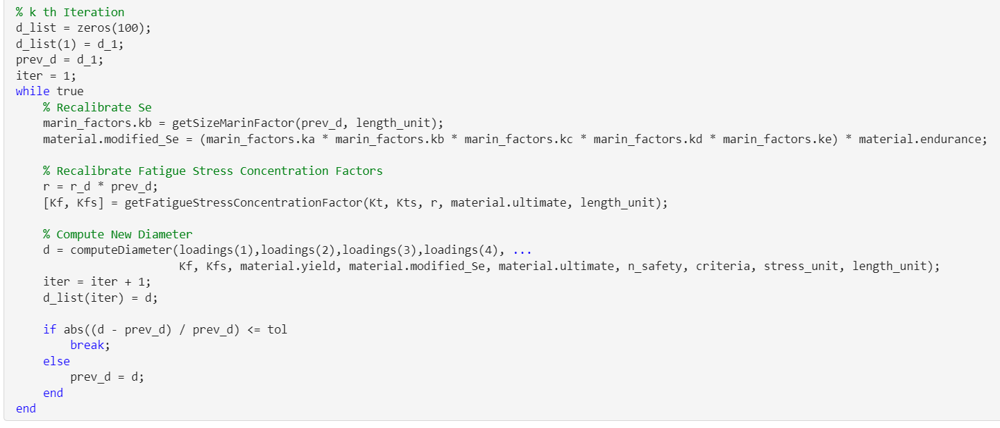 % k th Iteration
d_list = zeros(100);
d_list(1) = d_1;
prev_d = d_1;
iter = 1;
while true
    % Recalibrate Se
    marin_factors.kb = getSizeMarinFactor(prev_d, length_unit);
    material.modified_Se = (marin_factors.ka * marin_factors.kb * marin_factors.kc * marin_factors.kd * marin_factors.ke) * material.endurance;

    % Recalibrate Fatigue Stress Concentration Factors
    r = r_d * prev_d;
    [Kf, Kfs] = getFatigueStressConcentrationFactor(Kt, Kts, r, material.ultimate, length_unit);

    % Compute New Diameter
    d = computeDiameter(loadings(1),loadings(2),loadings(3),loadings(4), ...
                        Kf, Kfs, material.yield, material.modified_Se, material.ultimate, n_safety, criteria, stress_unit, length_unit);
    iter = iter + 1;
    d_list(iter) = d;

    if abs((d - prev_d) / prev_d) <= tol
        break;
    else
        prev_d = d;
    end
end